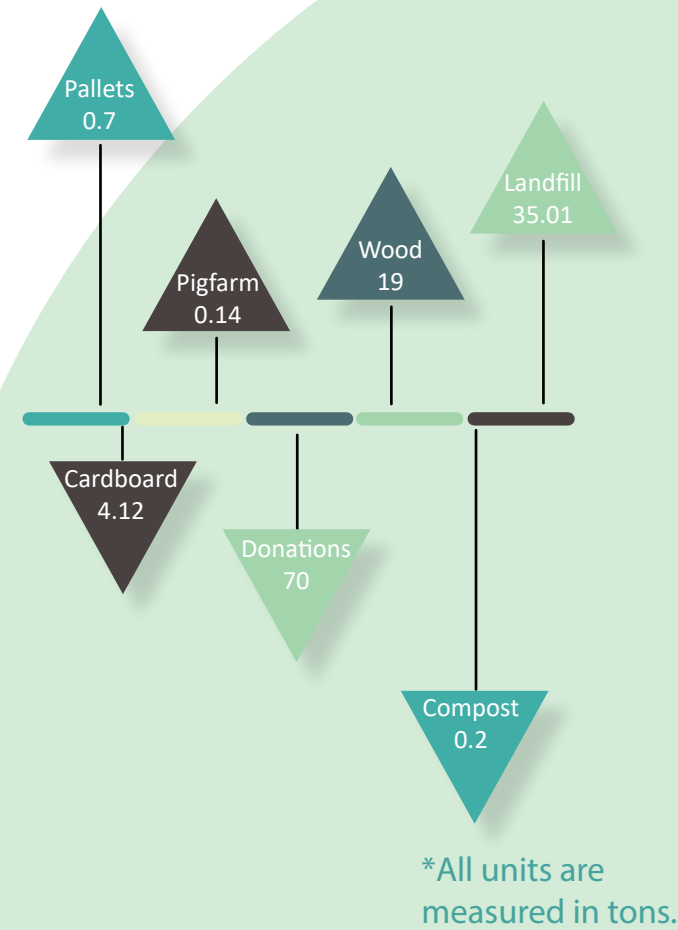 Pallets
0.7
Landfill
35.01
Wood
19
Pigfarm
0.14
Cardboard
4.12
Donations
70
Compost
0.2
*All units are
measured in tons.